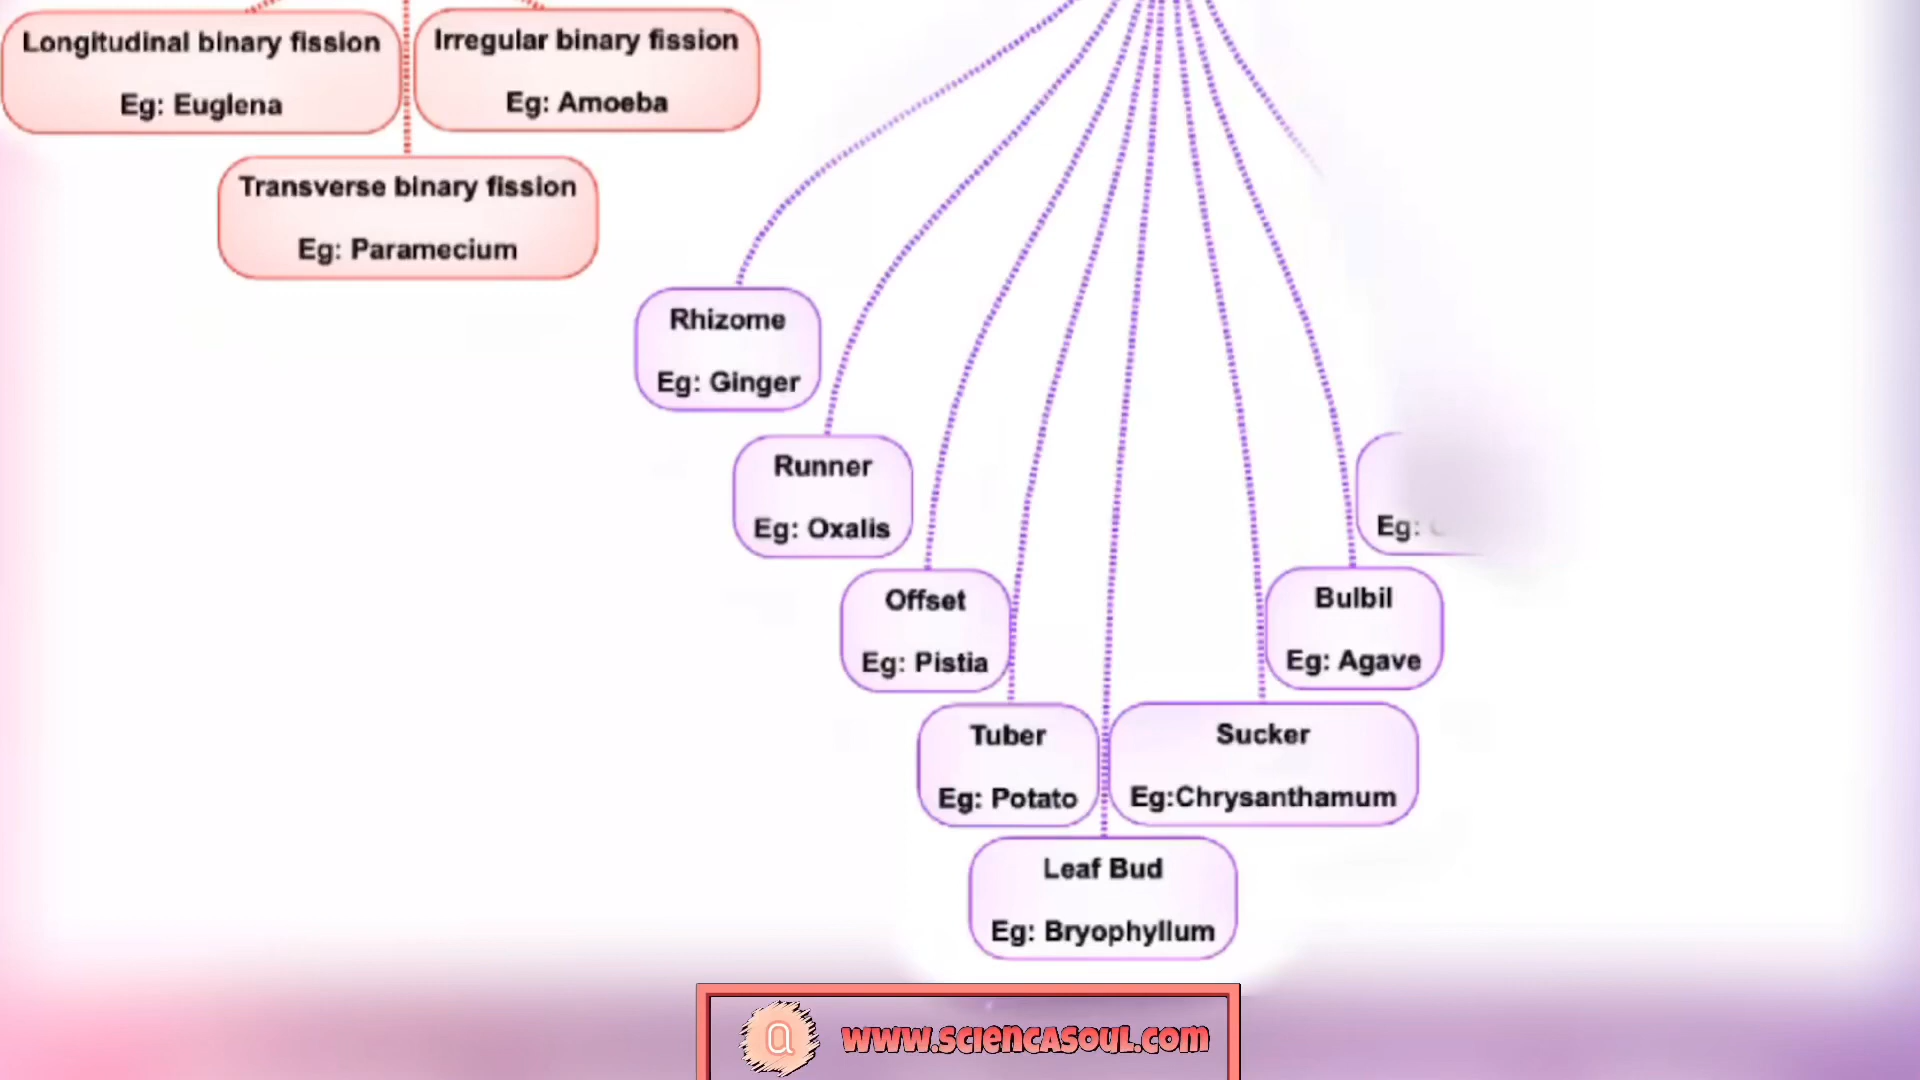 Longitudinal binary fission
Eg: Euglena
Irregular binary fission
Eg: Amoeba
Transverse binary fission
Eg: Paramecium
Rhizome
Eg: Ginger
Runner
Eg: Oxalis
Eg:
Offset
Eg: Pistia
Bulbil
Eg: Agave
Tuber
Eg: Potato
Sucker
Eg:Chrysanthamum
Leaf Bud
Eg: Bryophyllum
a www.sciencasoul.com